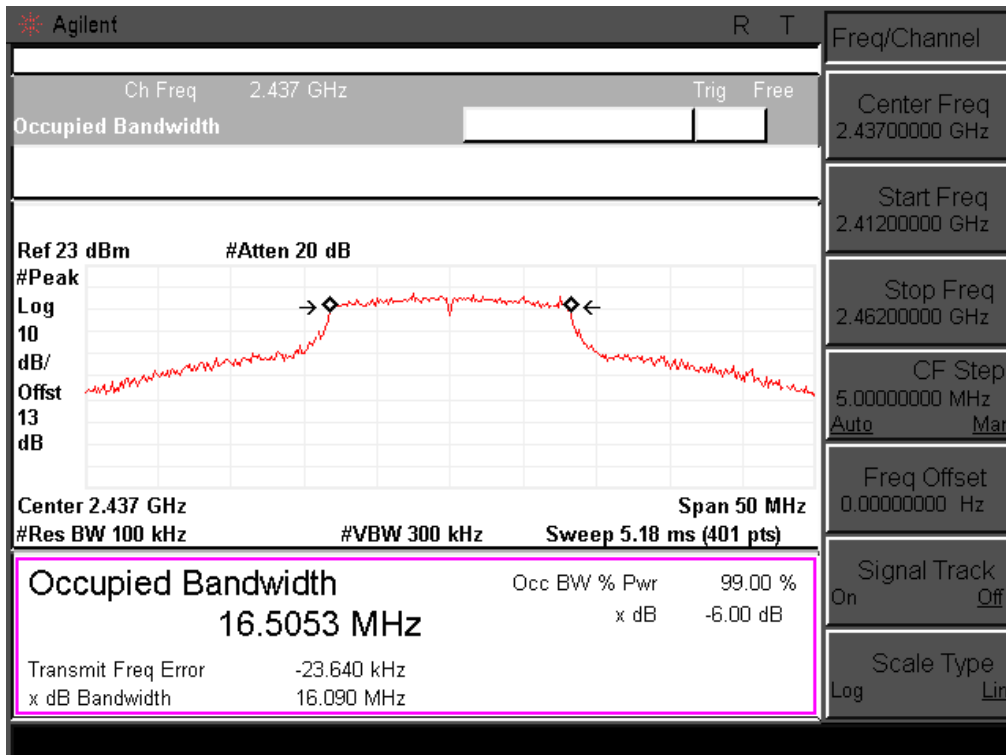 Agilent R T
Ch Freq 2.437 GHz Trig Free
Occupied Bandwidth
Ref 23 dBm #Atten 20 dB
#Peak
Log
10
dB/
Offst
13
dB
Center 2.437 GHz Span 50 MHz
#Res BW 100 kHz #VBW 300 kHz Sweep 5.18 ms (401 pts)
Occupied Bandwidth
16.5053 MHz
Occ BW % Pwr 99.00 %
x dB -6.00 dB
Transmit Freq Error -23.640 kHz
x dB Bandwidth 16.090 MHz
Freq/Channel
Center Freq
2.43700000 GHz
Start Freq
2.41200000 GHz
Stop Freq
2.46200000 GHz
CF Step
5.00000000 MHz
Auto Mar
Freq Offset
0.00000000 Hz
Signal Track
On Off
Scale Type
Log Lin